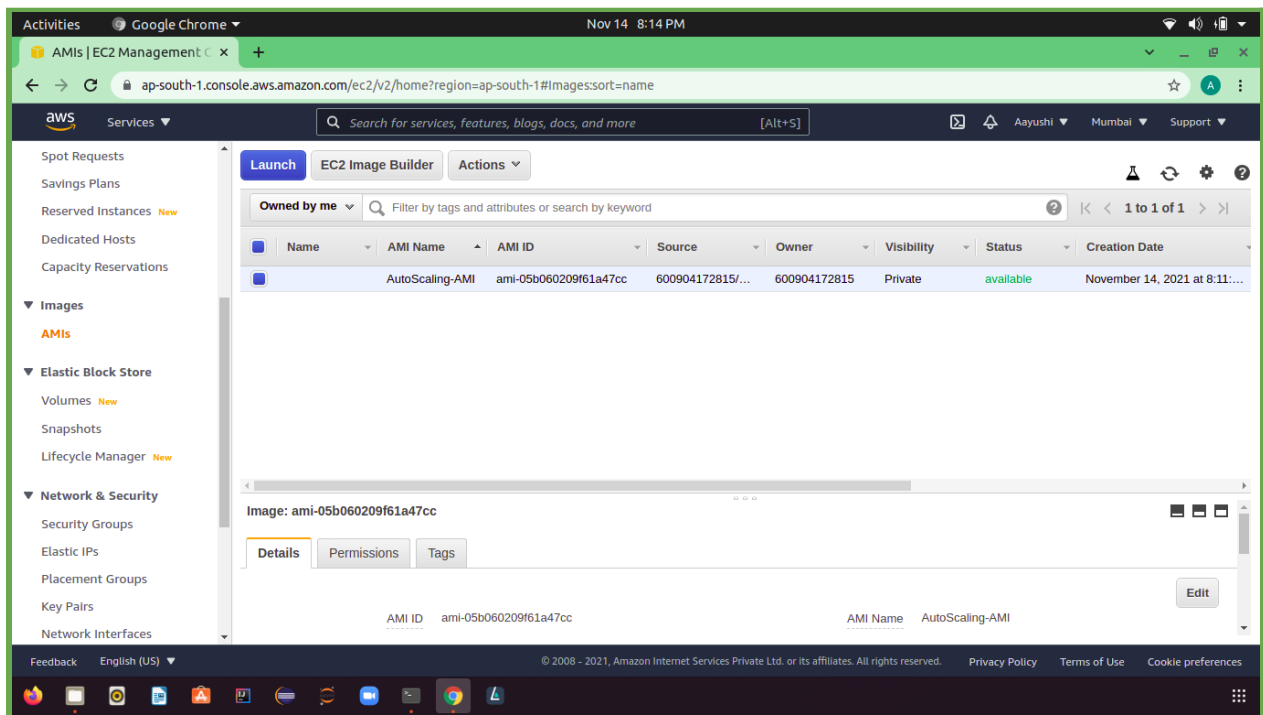 Activities Google Chrome Nov 14 8:14 PM
AMIs | EC2 Management C
ap-south-1.console.aws.amazon.com/ec2/v2/home?region=ap-south-1#Images:sort=name A
aws Services Search for services, features, blogs, docs, and more [Alt+S] Aayushi Mumbai Support
Spot Requests
Savings Plans
Reserved Instances New
Dedicated Hosts
Capacity Reservations
Images
AMIs
Elastic Block Store
Volumes New
Snapshots
Lifecycle Manager New
Network & Security
Security Groups
Elastic IPs
Placement Groups
Key Pairs
Network Interfaces
Launch EC2 Image Builder Actions
Owned by me Filter by tags and attributes or search by keyword 1 to 1 of 1
Name AMI Name AMI ID Source Owner Visibility Status Creation Date
AutoScaling-AMI ami-05b060209f61a47cc 600904172815/... 600904172815 Private available November 14, 2021 at 8:11:...
Image: ami-05b060209f61a47cc
Details Permissions Tags
Edit
AMI ID ami-05b060209f61a47cc AMI Name AutoScaling-AMI
Feedback English (US) © 2008 - 2021, Amazon Internet Services Private Ltd. or its affiliates. All rights reserved. Privacy Policy Terms of Use Cookie preferences